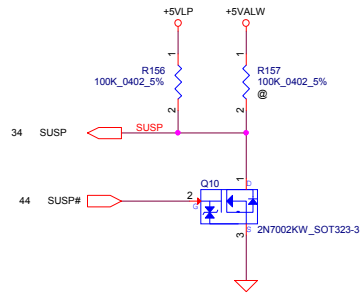 +5VLP +5VALW
1 1
R156 R157
100K_0402_5% 100K_0402_5%
@
2 2
34 SUSP SUSP
1 D
Q10
44 SUSP# 2 G
2N7002KW_SOT323-3
3 S